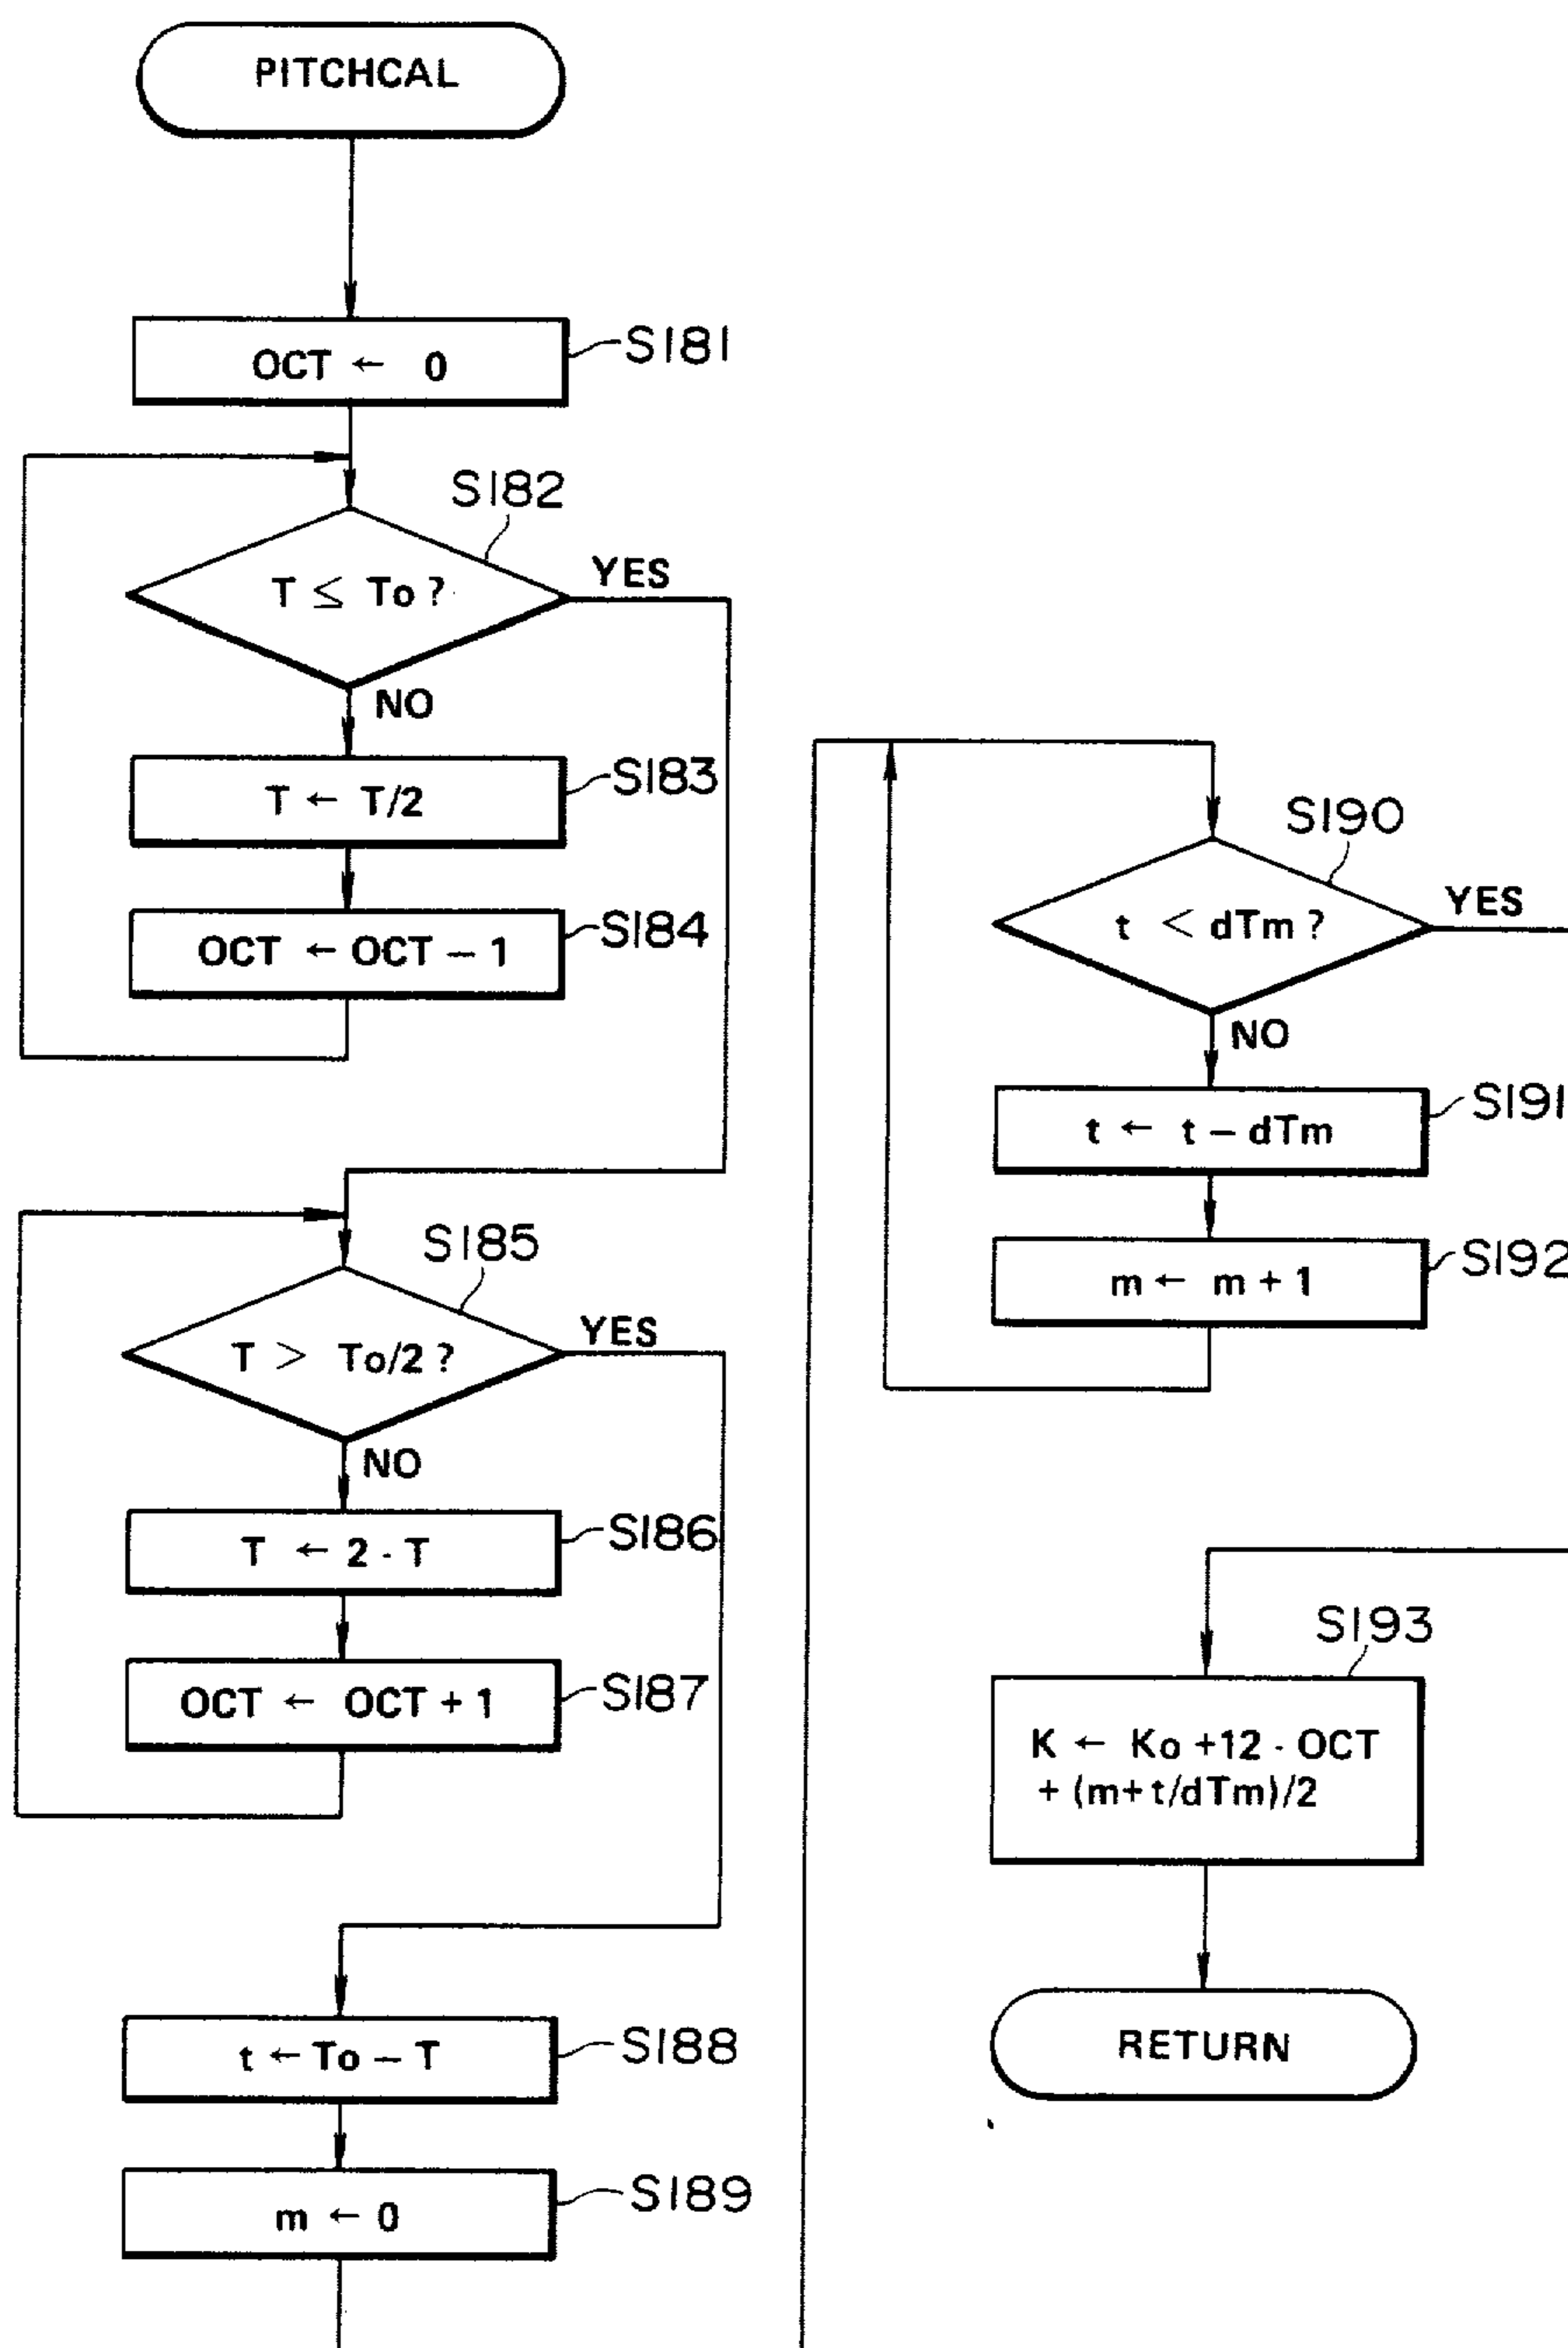 PITCHCAL
OCT ← 0
S181
S182
T ≤ To ?
YES
NO
T ← T/2
S183
OCT ← OCT – 1
S184
S185
T > To/2 ?
YES
NO
T ← 2 · T
S186
OCT ← OCT + 1
S187
t ← To – T
S188
m ← 0
S189
S190
t < dTm ?
YES
NO
t ← t – dTm
S191
m ← m + 1
S192
S193
K ← Ko +12 · OCT
+ (m+t/dTm)/2
RETURN